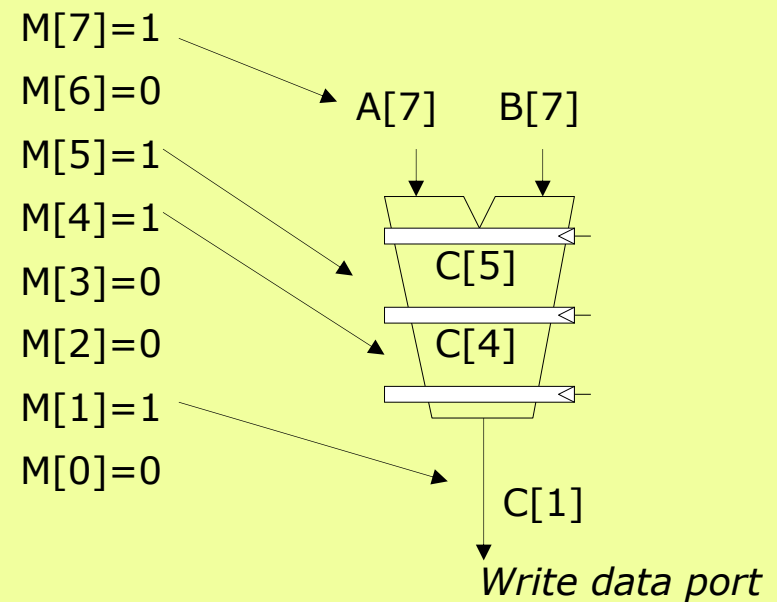 M[7]=1
M[6]=0
M[5]=1
M[4]=1
M[3]=0
M[2]=0
M[1]=1
M[0]=0
A[7] B[7]
C[5]
C[4]
C[1]
Write data port